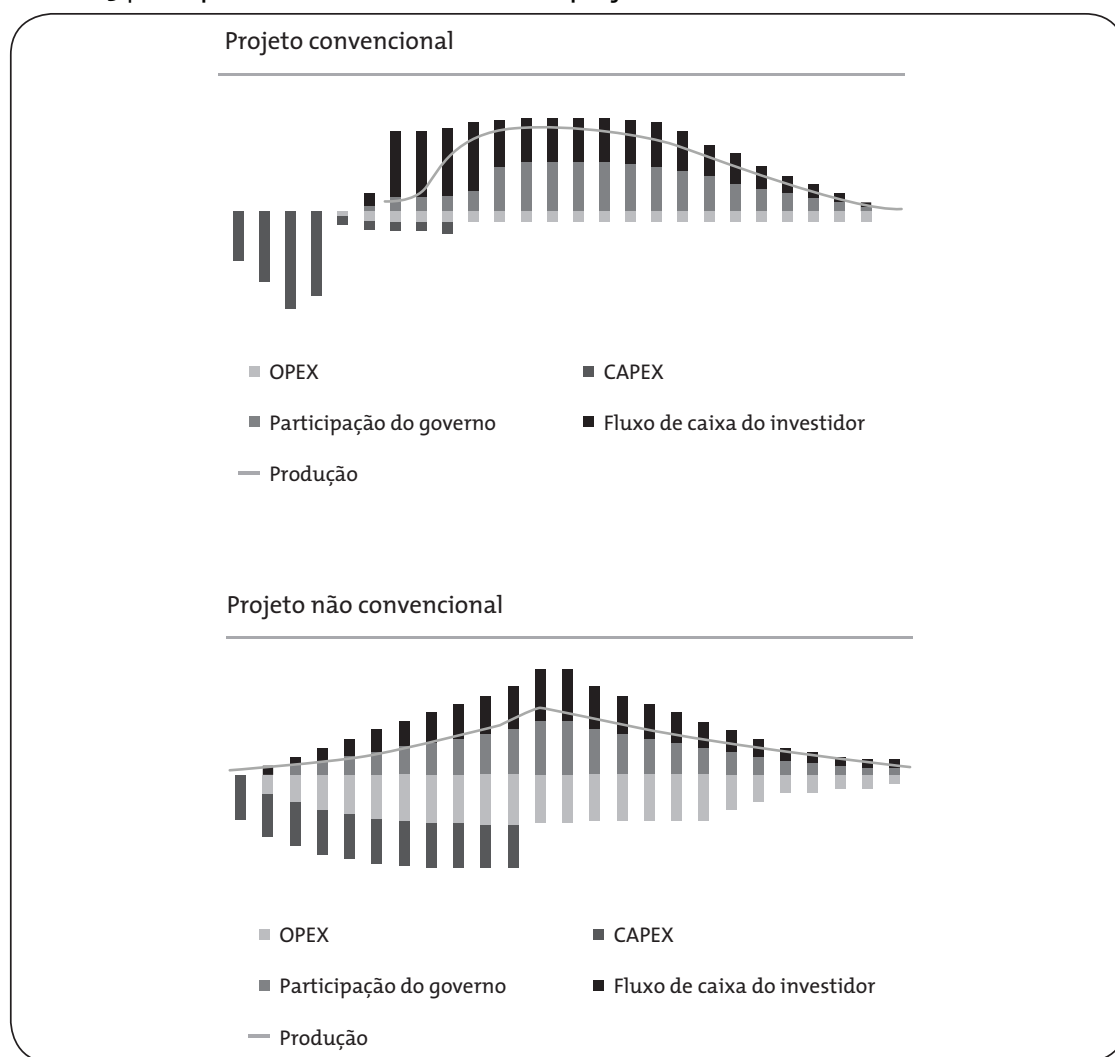 Projeto convencional
OPEX
CAPEX
Participação do governo
Fluxo de caixa do investidor
Produção
Projeto não convencional
OPEX
CAPEX
Participação do governo
Fluxo de caixa do investidor
Produção